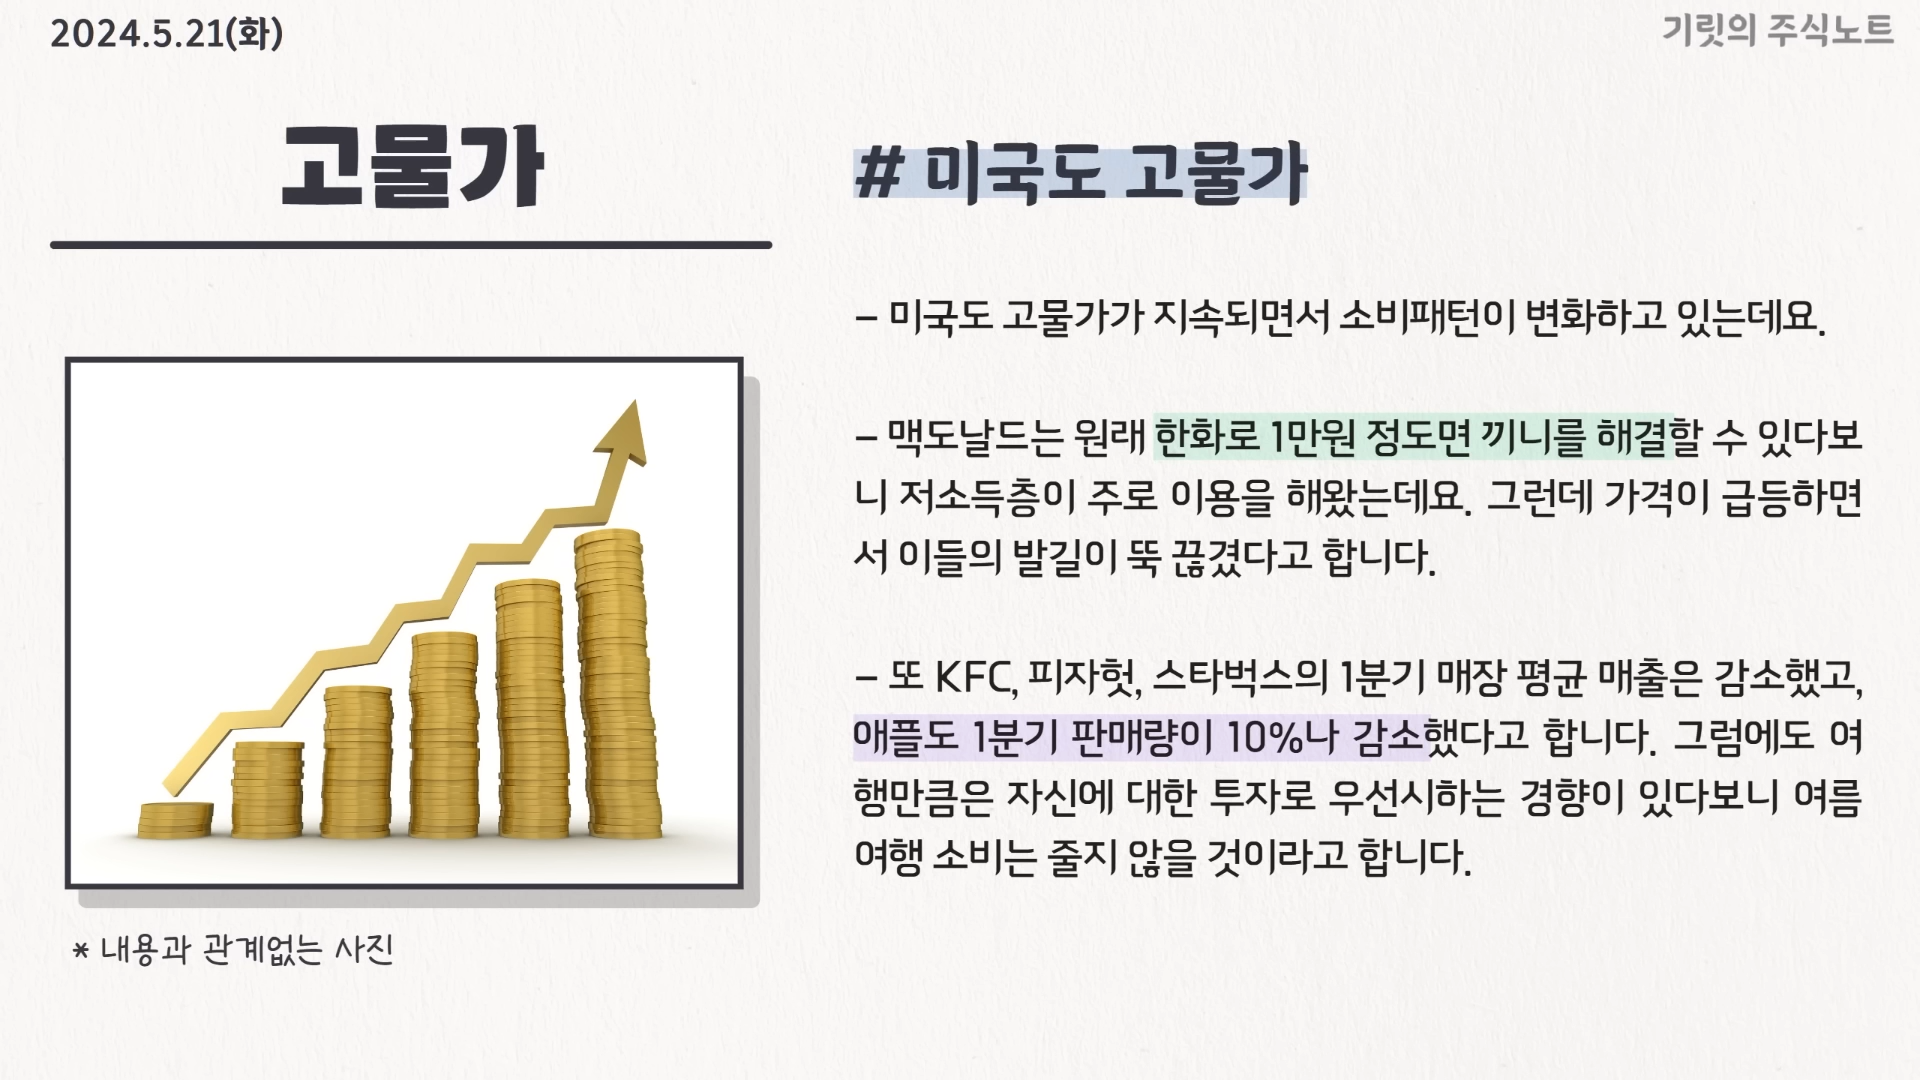 2024.5.21(화)
기릿의 주식노트
고물가
# 미국도 고물가
– 미국도 고물가가 지속되면서 소비패턴이 변화하고 있는데요.
– 맥도날드는 원래 한화로 1만원 정도면 끼니를 해결할 수 있다보
니 저소득층이 주로 이용을 해왔는데요. 그런데 가격이 급등하면
서 이들의 발길이 뚝 끊겼다고 합니다.
– 또 KFC, 피자헛, 스타벅스의 1분기 매장 평균 매출은 감소했고,
애플도 1분기 판매량이 10%나 감소했다고 합니다. 그럼에도 여
행만큼은 자신에 대한 투자로 우선시하는 경향이 있다보니 여름
여행 소비는 줄지 않을 것이라고 합니다.
* 내용과 관계없는 사진